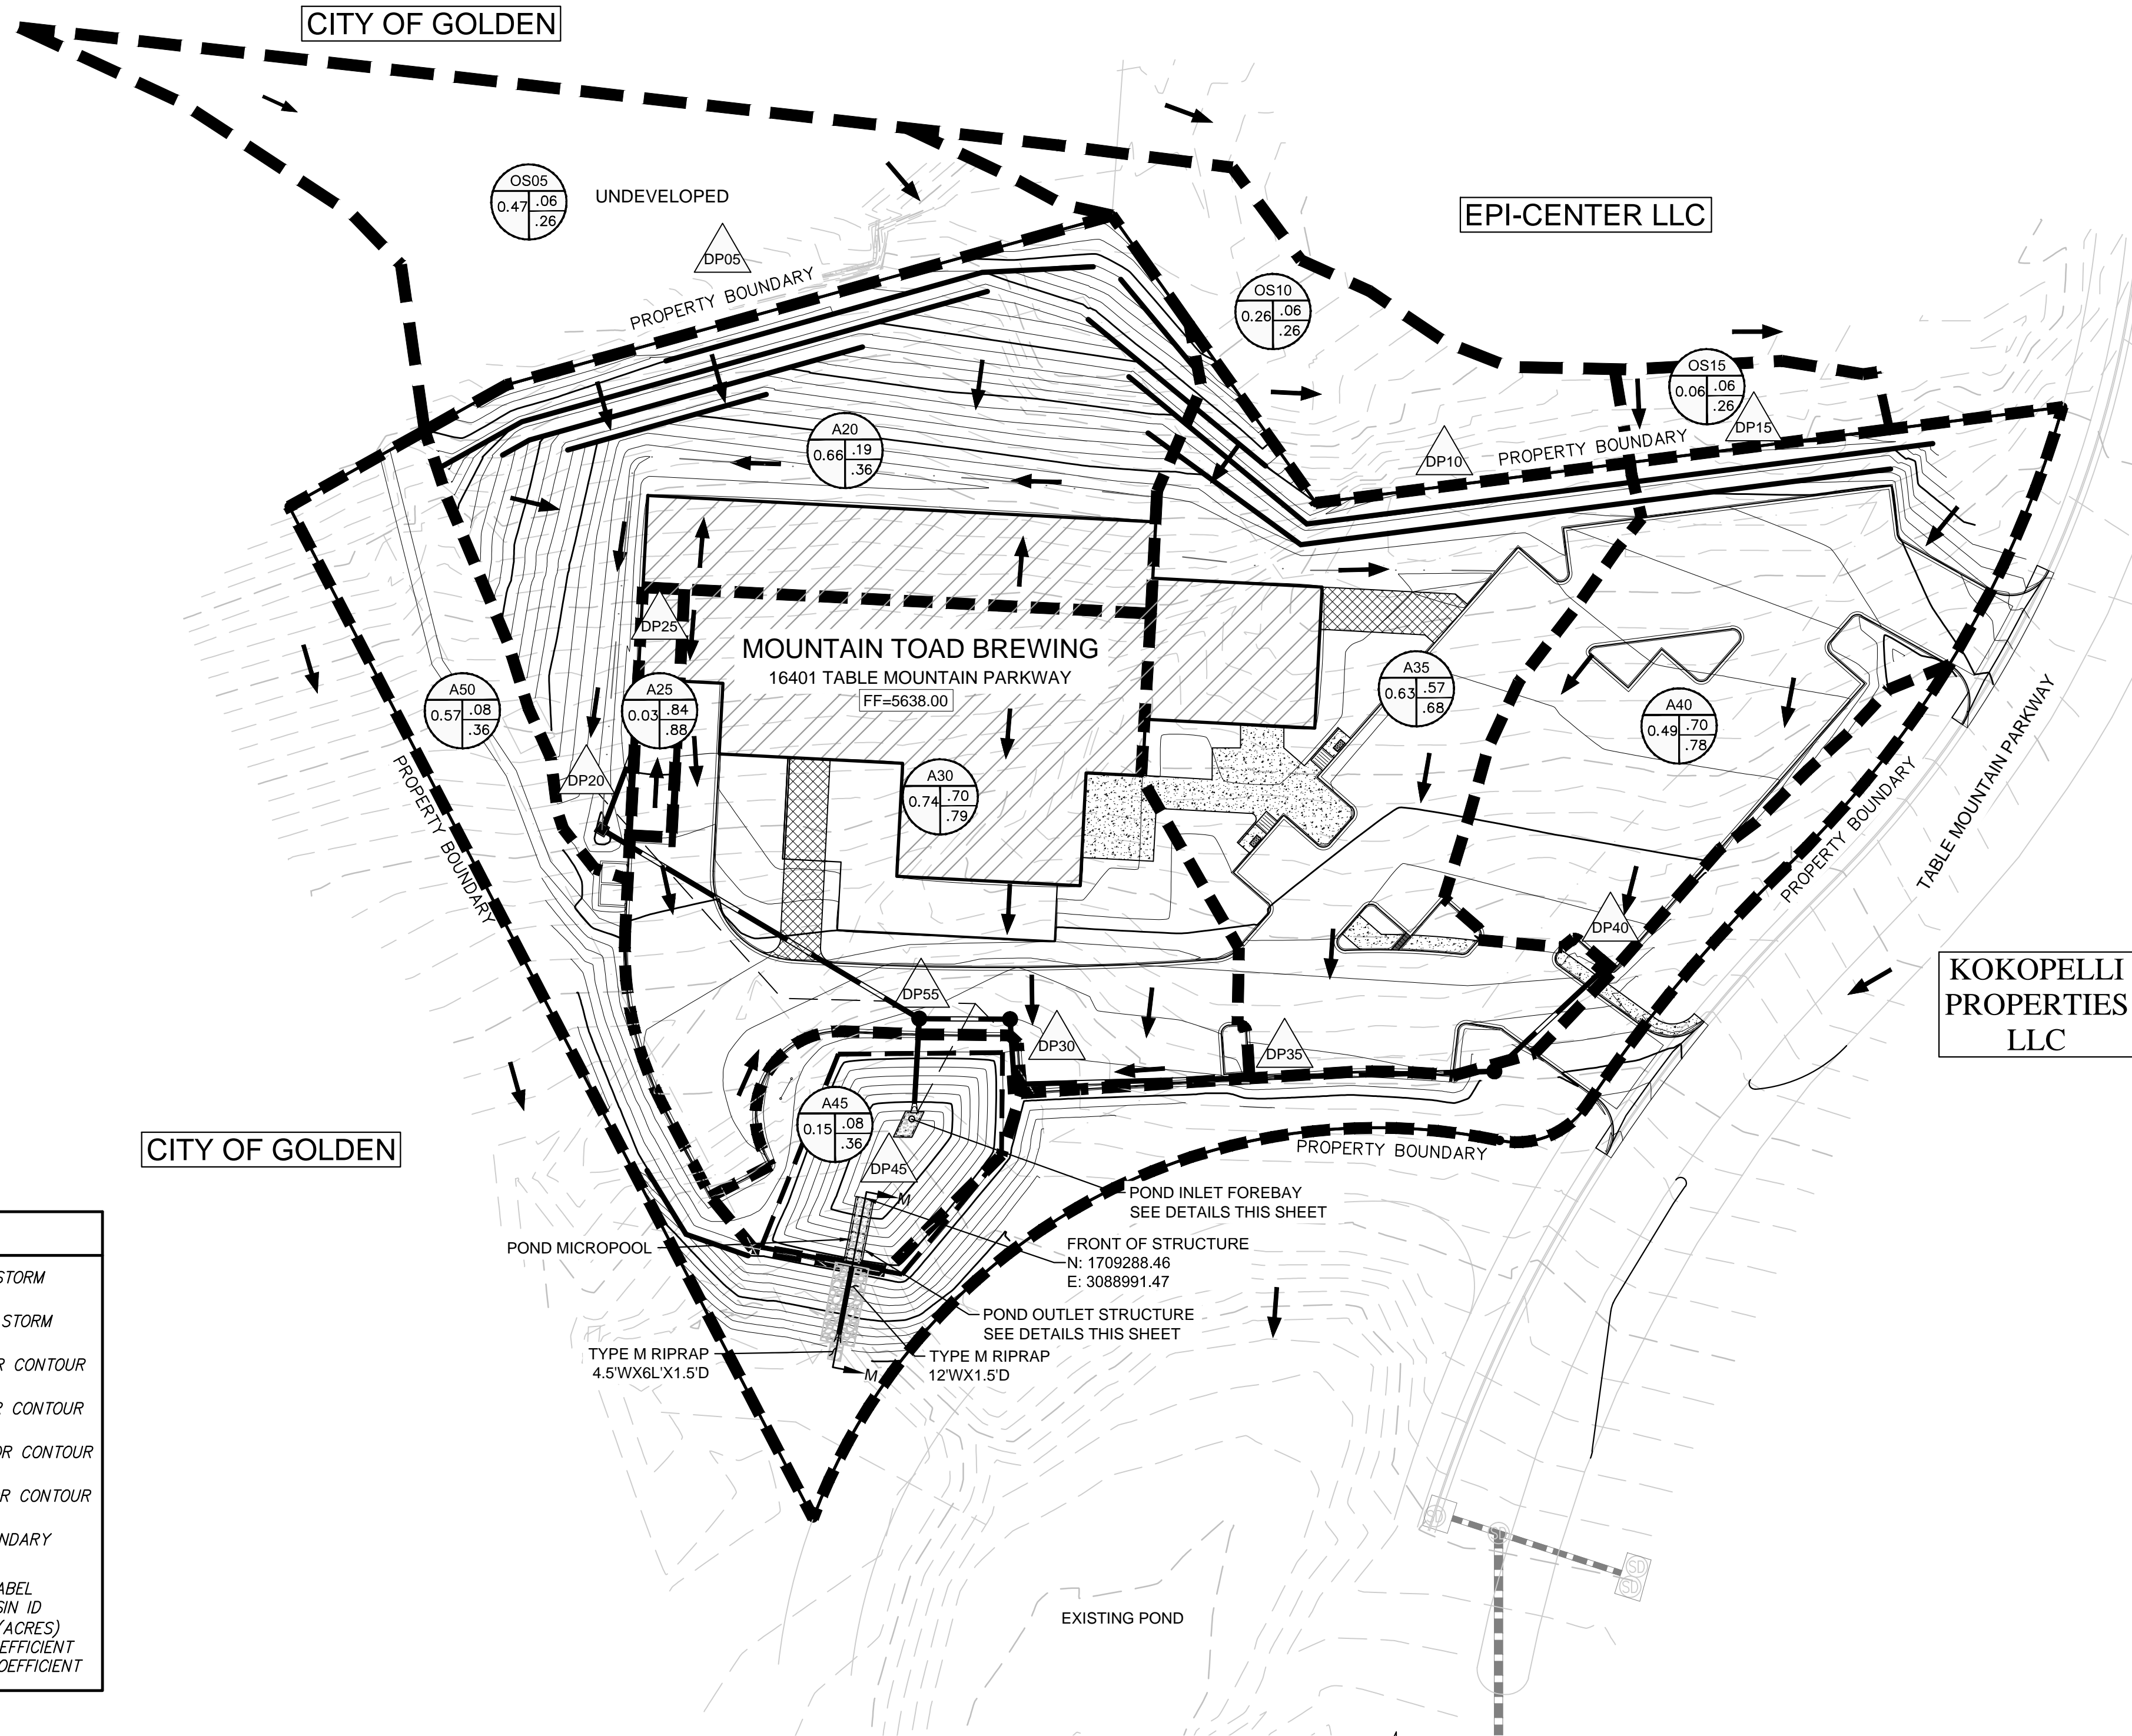 CITY OF GOLDEN
OS05
0.47 .06
.26
UNDEVELOPED
EPI-CENTER LLC
DP05
PROPERTY BOUNDARY
OS10
0.26 .06
.26
OS15
0.06 .06
.26
DP15
A20
0.66 .19
.36
DP10
PROPERTY BOUNDARY
DP25
MOUNTAIN TOAD BREWING
16401 TABLE MOUNTAIN PARKWAY
FF=5638.00
A50
0.57 .08
.36
A25
0.03 .84
.88
A35
0.63 .57
.68
A40
0.49 .70
.78
DP20
A30
0.74 .70
.79
PROPERTY BOUNDARY
PROPERTY BOUNDARY
TABLE MOUNTAIN PARKWAY
DP40
DP55
KOKOPELLI
PROPERTIES
LLC
DP30
DP35
A45
0.15 .08
.36
CITY OF GOLDEN
PROPERTY BOUNDARY
DP45
M
POND INLET FOREBAY
SEE DETAILS THIS SHEET
POND MICROPOOL
FRONT OF STRUCTURE
N: 1709288.46
E: 3088991.47
POND OUTLET STRUCTURE
SEE DETAILS THIS SHEET
TYPE M RIPRAP
4.5'WX6L'X1.5'D
TYPE M RIPRAP
12'WX1.5'D
M
STORM
STORM
R CONTOUR
R CONTOUR
OR CONTOUR
R CONTOUR
NDARY
ABEL
SIN ID
(ACRES)
EFFICIENT
OEFFICIENT
SD
SD
SD
SD
EXISTING POND